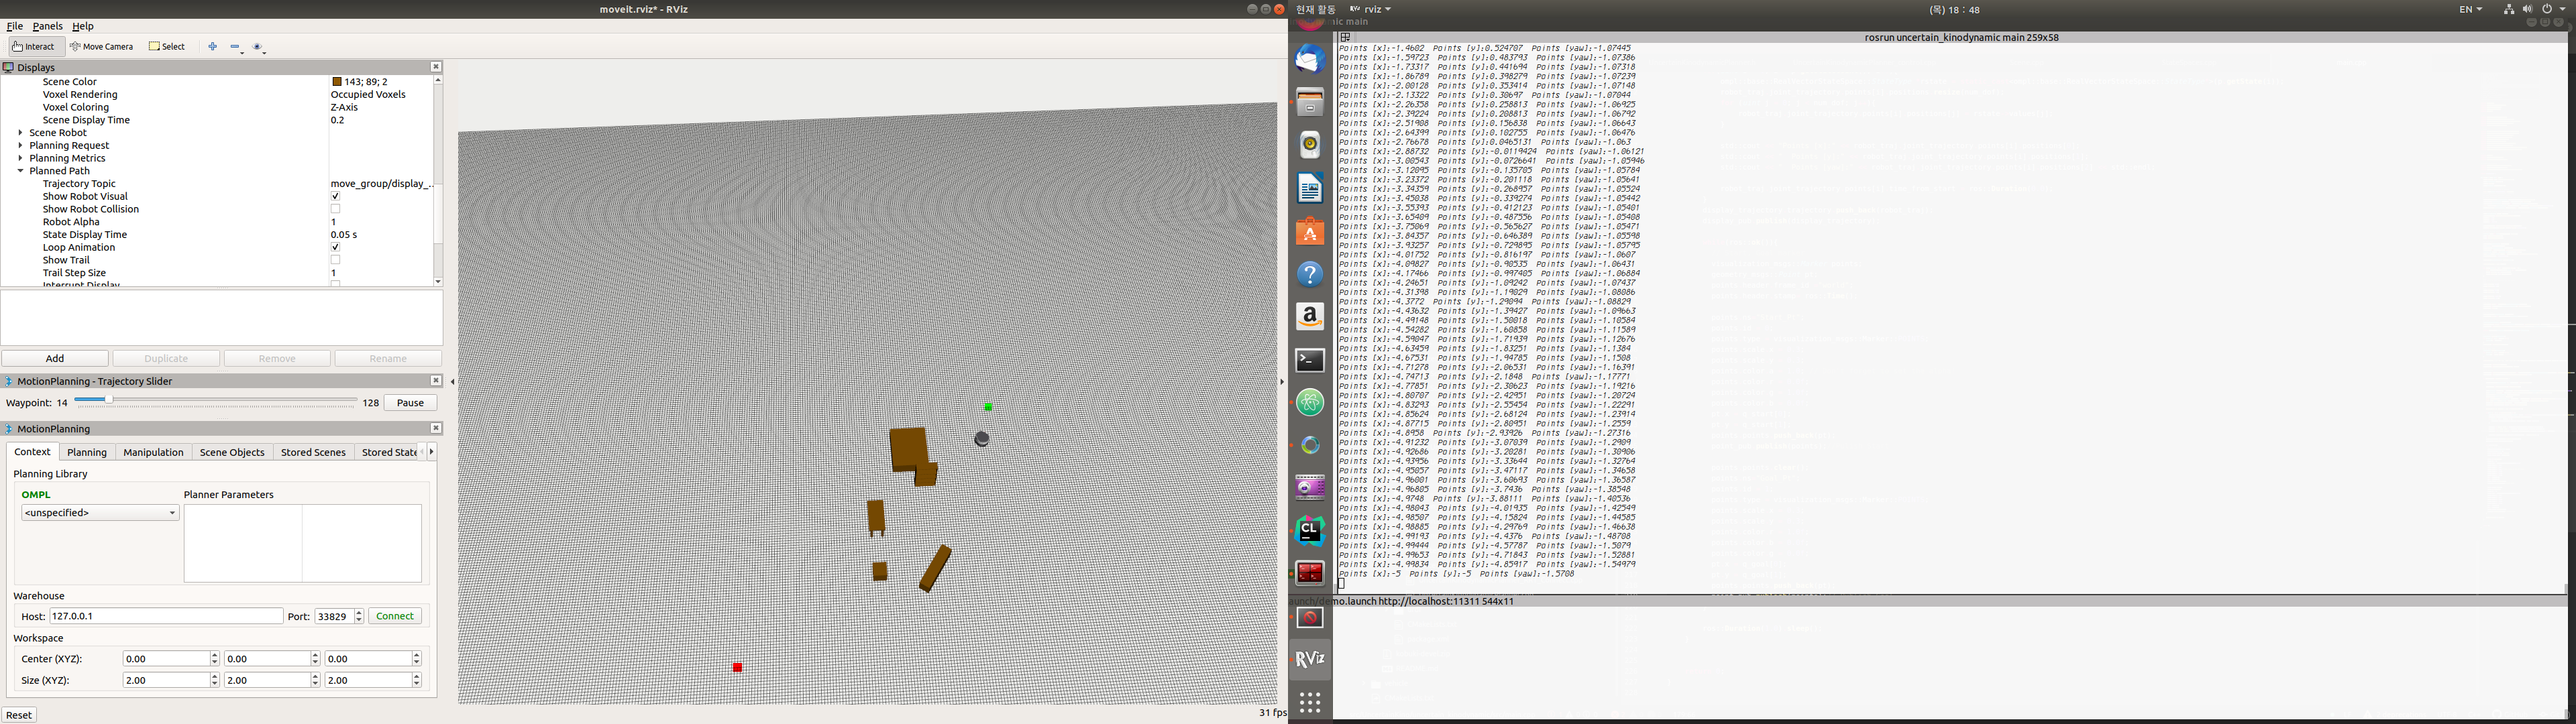 moveit.rviz* - RViz
File Panels Help
Interact Move Camera Select
Displays
Scene Color 143; 89; 2
Voxel Rendering Occupied Voxels
Voxel Coloring Z-Axis
Scene Display Time 0.2
Scene Robot
Planning Request
Planning Metrics
Planned Path
Trajectory Topic move_group/display_...
Show Robot Visual
Show Robot Collision
Robot Alpha 1
State Display Time 0.05 s
Loop Animation
Show Trail
Trail Step Size 1
Interrupt Display
Add Duplicate Remove Rename
MotionPlanning - Trajectory Slider
Waypoint: 14 128 Pause
MotionPlanning
Context Planning Manipulation Scene Objects Stored Scenes Stored State
Planning Library
OMPL Planner Parameters
<unspecified>
Warehouse
Host: 127.0.0.1 Port: 33829 Connect
Workspace
Center (XYZ): 0.00 0.00 0.00
Size (XYZ): 2.00 2.00 2.00
Reset
31 fps
현재 활동 rviz (목) 18 : 48 EN
mic main
rosrun uncertain_kinodynamic main 259x58
Points [x]:-1.4602 Points [y]:0.524707 Points [yaw]:-1.07445
Points [x]:-1.59723 Points [y]:0.483793 Points [yaw]:-1.07386
Points [x]:-1.73317 Points [y]:0.441694 Points [yaw]:-1.07318
Points [x]:-1.86789 Points [y]:0.398279 Points [yaw]:-1.07239
Points [x]:-2.00128 Points [y]:0.353414 Points [yaw]:-1.07148
Points [x]:-2.13322 Points [y]:0.30697 Points [yaw]:-1.07044
Points [x]:-2.26358 Points [y]:0.258813 Points [yaw]:-1.06925
Points [x]:-2.39224 Points [y]:0.208813 Points [yaw]:-1.06792
Points [x]:-2.51908 Points [y]:0.156838 Points [yaw]:-1.06643
Points [x]:-2.64399 Points [y]:0.102755 Points [yaw]:-1.06476
Points [x]:-2.76678 Points [y]:0.0465131 Points [yaw]:-1.063
Points [x]:-2.88732 Points [y]:-0.0119424 Points [yaw]:-1.06121
Points [x]:-3.00543 Points [y]:-0.0726641 Points [yaw]:-1.05946
Points [x]:-3.12095 Points [y]:-0.135705 Points [yaw]:-1.05784
Points [x]:-3.23372 Points [y]:-0.201118 Points [yaw]:-1.05641
Points [x]:-3.34359 Points [y]:-0.268957 Points [yaw]:-1.05524
Points [x]:-3.45038 Points [y]:-0.339274 Points [yaw]:-1.05442
Points [x]:-3.55393 Points [y]:-0.412123 Points [yaw]:-1.05401
Points [x]:-3.65409 Points [y]:-0.487556 Points [yaw]:-1.05408
Points [x]:-3.75069 Points [y]:-0.565627 Points [yaw]:-1.05471
Points [x]:-3.84357 Points [y]:-0.646389 Points [yaw]:-1.05598
Points [x]:-3.93257 Points [y]:-0.729895 Points [yaw]:-1.05795
Points [x]:-4.01752 Points [y]:-0.816197 Points [yaw]:-1.0607
Points [x]:-4.09827 Points [y]:-0.90535 Points [yaw]:-1.06431
Points [x]:-4.17466 Points [y]:-0.997405 Points [yaw]:-1.06884
Points [x]:-4.24651 Points [y]:-1.09242 Points [yaw]:-1.07437
Points [x]:-4.31398 Points [y]:-1.19029 Points [yaw]:-1.08086
Points [x]:-4.3772 Points [y]:-1.29094 Points [yaw]:-1.08829
Points [x]:-4.43632 Points [y]:-1.39427 Points [yaw]:-1.09663
Points [x]:-4.49148 Points [y]:-1.50018 Points [yaw]:-1.10584
Points [x]:-4.54282 Points [y]:-1.60858 Points [yaw]:-1.11589
Points [x]:-4.59047 Points [y]:-1.71939 Points [yaw]:-1.12676
Points [x]:-4.63459 Points [y]:-1.83251 Points [yaw]:-1.1384
Points [x]:-4.67531 Points [y]:-1.94785 Points [yaw]:-1.1508
Points [x]:-4.71278 Points [y]:-2.06531 Points [yaw]:-1.16391
Points [x]:-4.74713 Points [y]:-2.1848 Points [yaw]:-1.17771
Points [x]:-4.77851 Points [y]:-2.30623 Points [yaw]:-1.19216
Points [x]:-4.80707 Points [y]:-2.42951 Points [yaw]:-1.20724
Points [x]:-4.83293 Points [y]:-2.55454 Points [yaw]:-1.22291
Points [x]:-4.85624 Points [y]:-2.68124 Points [yaw]:-1.23914
Points [x]:-4.87715 Points [y]:-2.80951 Points [yaw]:-1.2559
Points [x]:-4.8958 Points [y]:-2.93926 Points [yaw]:-1.27316
Points [x]:-4.91232 Points [y]:-3.07039 Points [yaw]:-1.2909
Points [x]:-4.92686 Points [y]:-3.20281 Points [yaw]:-1.30906
Points [x]:-4.93956 Points [y]:-3.33644 Points [yaw]:-1.32764
Points [x]:-4.95057 Points [y]:-3.47117 Points [yaw]:-1.34658
Points [x]:-4.96001 Points [y]:-3.60693 Points [yaw]:-1.36587
Points [x]:-4.96805 Points [y]:-3.7436 Points [yaw]:-1.38548
Points [x]:-4.9748 Points [y]:-3.88111 Points [yaw]:-1.40536
Points [x]:-4.98043 Points [y]:-4.01935 Points [yaw]:-1.42549
Points [x]:-4.98507 Points [y]:-4.15824 Points [yaw]:-1.44585
Points [x]:-4.98885 Points [y]:-4.29769 Points [yaw]:-1.46638
Points [x]:-4.99193 Points [y]:-4.4376 Points [yaw]:-1.48708
Points [x]:-4.99444 Points [y]:-4.57787 Points [yaw]:-1.5079
Points [x]:-4.99653 Points [y]:-4.71843 Points [yaw]:-1.52881
Points [x]:-4.99834 Points [y]:-4.85917 Points [yaw]:-1.54979
Points [x]:-5 Points [y]:-5 Points [yaw]:-1.5708
aunch/demo.launch http://localhost:11311 544x11
RViz